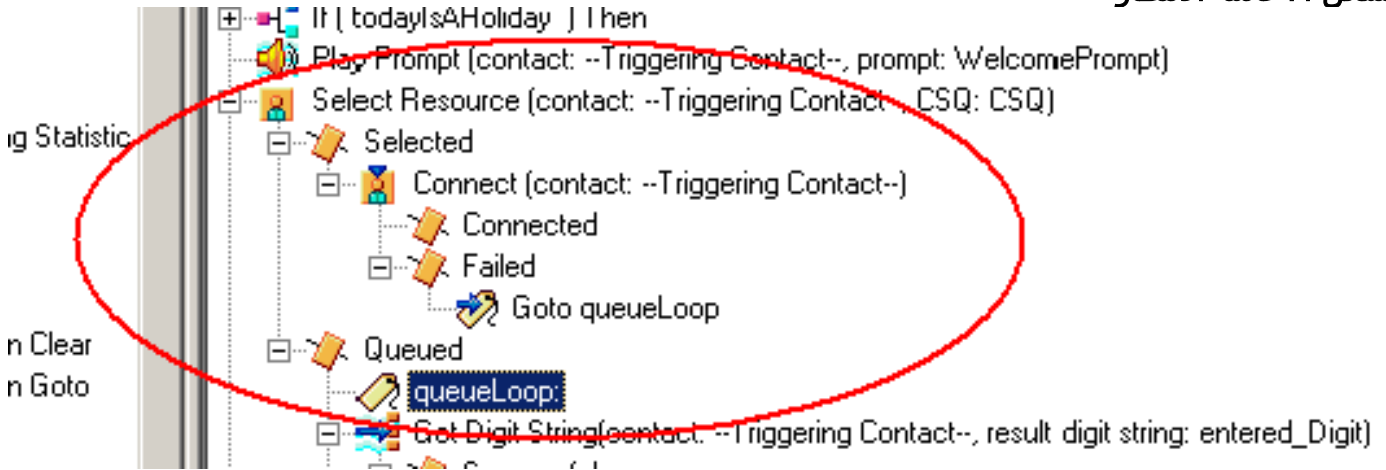 If ( todayIsAHoliday ) Then
Play Prompt (contact: --Triggering Contact--, prompt: WelcomePrompt)
Select Resource (contact: --Triggering Contact--, CSQ: CSQ)
ng Statistic
Selected
Connect (contact: --Triggering Contact--)
Connected
Failed
Goto queueLoop
n Clear
Queued
n Goto
queueLoop:
Get Digit String(contact: --Triggering Contact--, result digit string: entered_Digit)